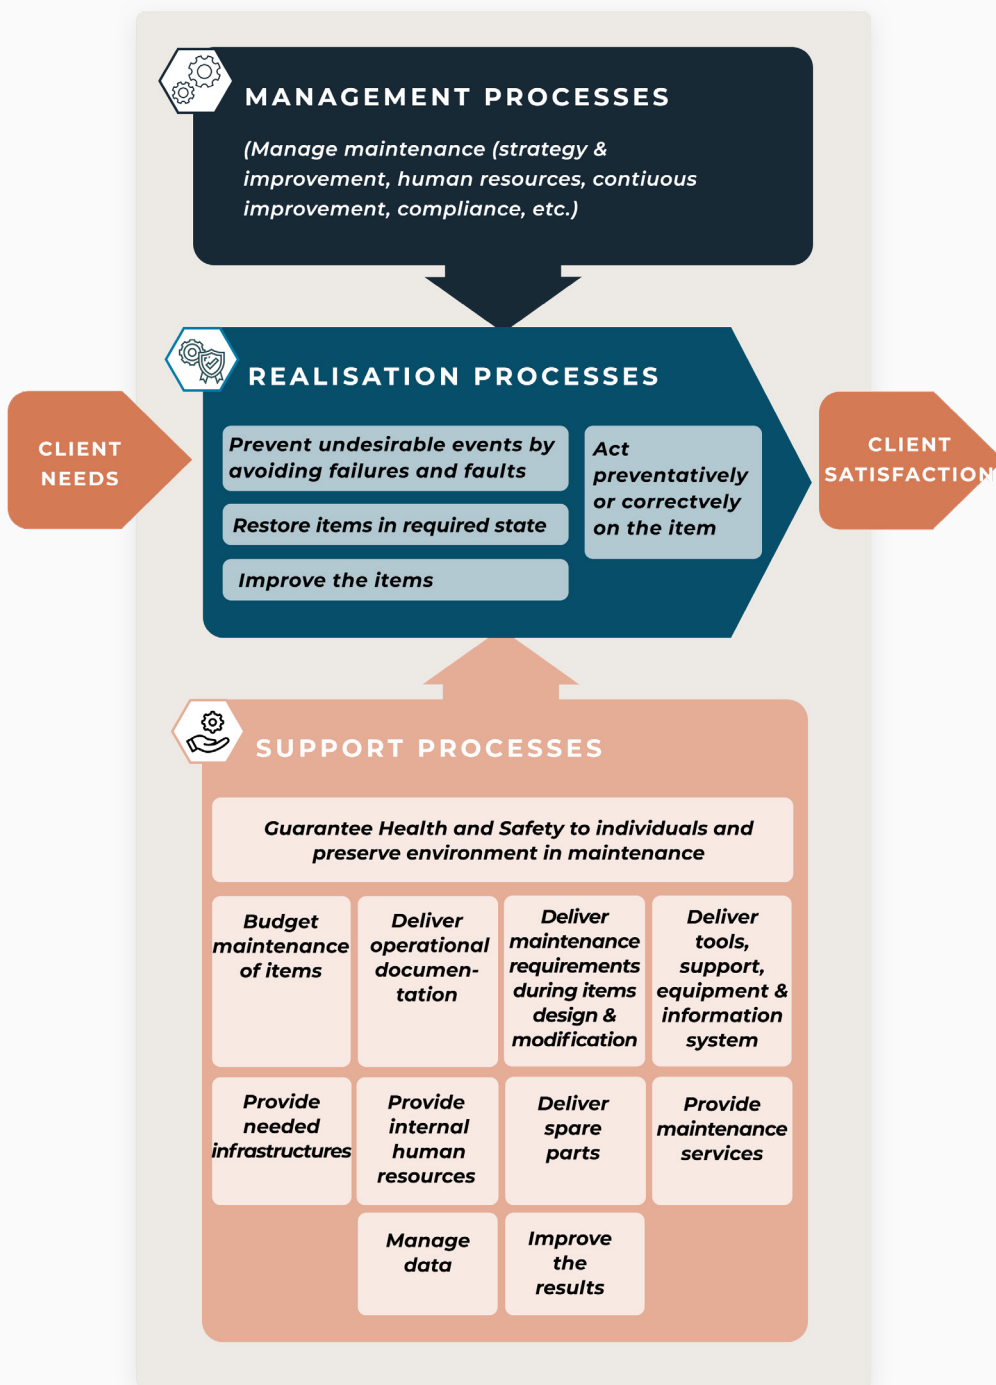 MANAGEMENT PROCESSES
(Manage maintenance (strategy &
improvement, human resources, contiuous
improvement, compliance, etc.)
REALISATION PROCESSES
CLIENT
NEEDS
Prevent undesirable events by
avoiding failures and faults
Restore items in required state
Improve the items
Act
preventatively
or correctvely
on the item
CLIENT
SATISFACTION
SUPPORT PROCESSES
Guarantee Health and Safety to individuals and
preserve environment in maintenance
Budget
maintenance
of items
Deliver
operational
documen-
tation
Deliver
maintenance
requirements
during items
design &
modification
Deliver
tools,
support,
equipment &
information
system
Provide
needed
infrastructures
Provide
internal
human
resources
Deliver
spare
parts
Provide
maintenance
services
Manage
data
Improve
the
results